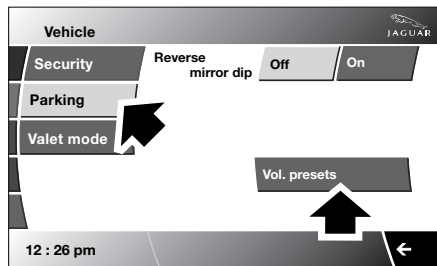 Vehicle
JAGUAR
Security
Reverse
mirror dip
Off
On
Parking
Valet mode
Vol. presets
12 : 26 pm